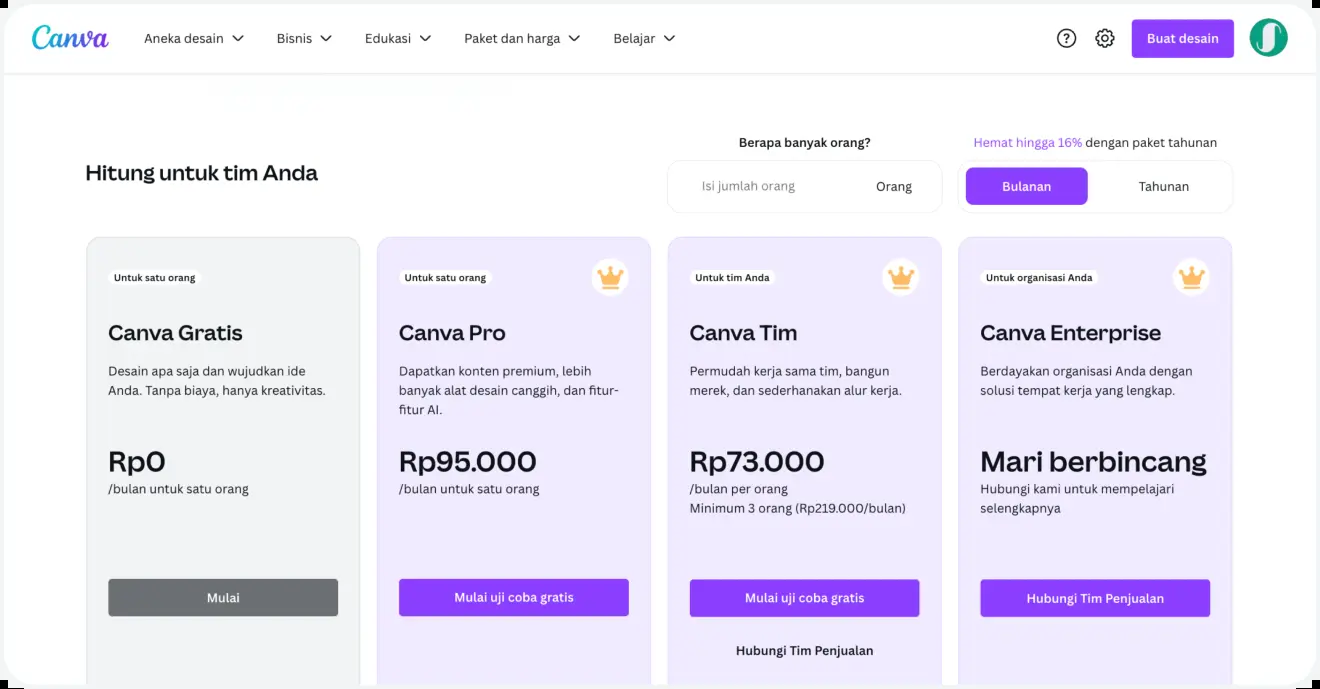 Canva
Aneka desain
Bisnis
Edukasi
Paket dan harga
Belajar
?
Buat desain
Hitung untuk tim Anda
Berapa banyak orang?
Isi jumlah orang
Orang
Hemat hingga 16% dengan paket tahunan
Bulanan
Tahunan
Untuk satu orang
Canva Gratis
Desain apa saja dan wujudkan ide
Anda. Tanpa biaya, hanya kreativitas.
Rp0
/bulan untuk satu orang
Mulai
Untuk satu orang
Canva Pro
Dapatkan konten premium, lebih
banyak alat desain canggih, dan fitur-
fitur AI.
Rp95.000
/bulan untuk satu orang
Mulai uji coba gratis
Untuk tim Anda
Canva Tim
Permudah kerja sama tim, bangun
merek, dan sederhanakan alur kerja.
Rp73.000
/bulan per orang
Minimum 3 orang (Rp219.000/bulan)
Mulai uji coba gratis
Hubungi Tim Penjualan
Untuk organisasi Anda
Canva Enterprise
Berdayakan organisasi Anda dengan
solusi tempat kerja yang lengkap.
Mari berbincang
Hubungi kami untuk mempelajari
selengkapnya
Hubungi Tim Penjualan